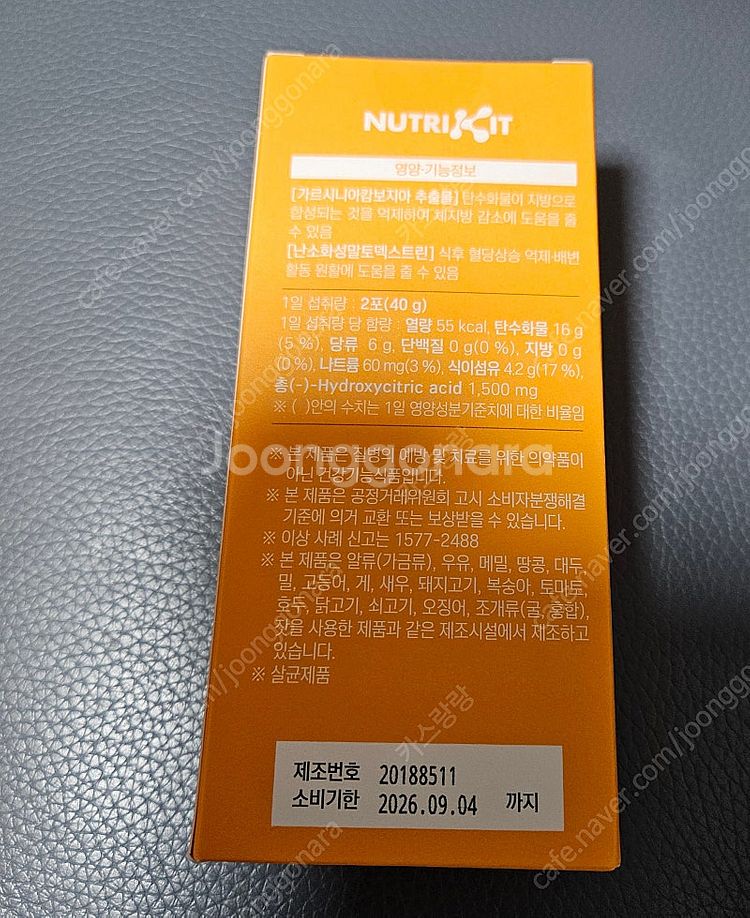 NUTRIKIT
영양·기능정보
[가르시니아캄보지아 추출물] 탄수화물이 지방으로
합성되는 것을 억제하여 체지방 감소에 도움을 줄
수 있음
[난소화성말토덱스트린] 식후 혈당상승 억제·배변
활동 원활에 도움을 줄 수 있음
1일 섭취량 : 2포(40 g)
1일 섭취량 당 함량 : 열량 55 kcal, 탄수화물 16 g
(5 %), 당류 6 g, 단백질 0 g(0 %), 지방 0 g
(0 %), 나트륨 60 mg(3 %), 식이섬유 4.2 g(17 %),
총(-)-Hydroxycitric acid 1,500 mg
※ ( )안의 수치는 1일 영양성분기준치에 대한 비율임
※ 본 제품은 질병의 예방 및 치료를 위한 의약품이
아닌 건강기능식품입니다.
Joonggonara
※ 본 제품은 공정거래위원회 고시 소비자분쟁해결
기준에 의거 교환 또는 보상받을 수 있습니다.
※ 이상 사례 신고는 1577-2488
※ 본 제품은 알류(가금류), 우유, 메밀, 땅콩, 대두,
밀, 고등어, 게, 새우, 돼지고기, 복숭아, 토마토,
호두, 닭고기, 쇠고기, 오징어, 조개류(굴, 홍합),
잣을 사용한 제품과 같은 제조시설에서 제조하고
있습니다.
※ 살균제품
제조번호 20188511
소비기한 2026.09.04 까지
카스랑랑
cafe.naver.com/joonggonara